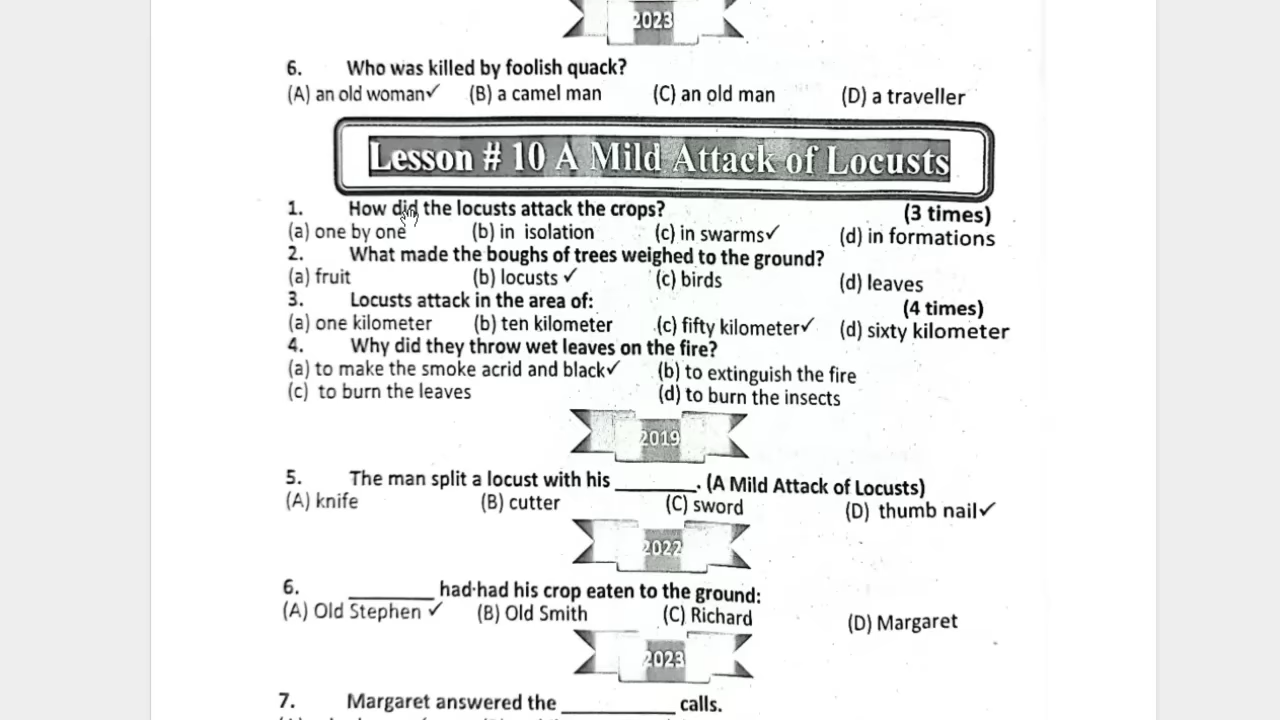 2023
6. Who was killed by foolish quack?
(A) an old woman✓ (B) a camel man (C) an old man (D) a traveller
Lesson # 10 A Mild Attack of Locusts
1. How did the locusts attack the crops? (3 times)
(a) one by one (b) in isolation (c) in swarms✓ (d) in formations
2. What made the boughs of trees weighed to the ground?
(a) fruit (b) locusts ✓ (c) birds (d) leaves
3. Locusts attack in the area of: (4 times)
(a) one kilometer (b) ten kilometer (c) fifty kilometer✓ (d) sixty kilometer
4. Why did they throw wet leaves on the fire?
(a) to make the smoke acrid and black✓ (b) to extinguish the fire
(c) to burn the leaves (d) to burn the insects
2019
5. The man split a locust with his ________. (A Mild Attack of Locusts)
(A) knife (B) cutter (C) sword (D) thumb nail✓
2022
6. ________ had had his crop eaten to the ground:
(A) Old Stephen ✓ (B) Old Smith (C) Richard (D) Margaret
2023
7. Margaret answered the ___________ calls.